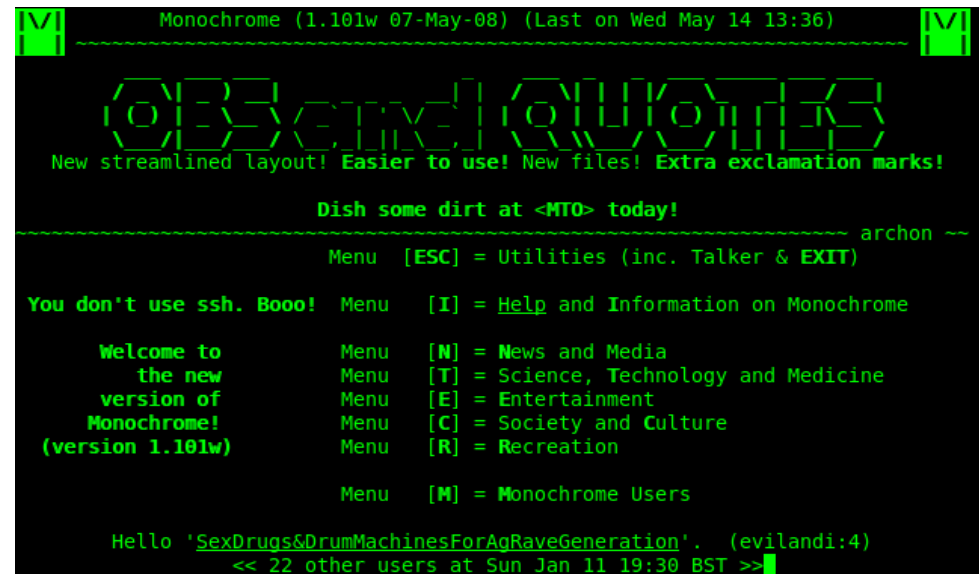 Monochrome (1.101w 07-May-08) (Last on Wed May 14 13:36)
OBS and QUOTES
New streamlined layout! Easier to use! New files! Extra exclamation marks!
Dish some dirt at <MTO> today!
~~~~~~~~~~~~~~~~~~~~~~~~~~~~~~~~~~~~~~~~~~~~~~~~~~~~~~~~~~~~~~~~~~~~~ archon ~~
Menu [ESC] = Utilities (inc. Talker & EXIT)
You don't use ssh. Booo! Menu [I] = Help and Information on Monochrome
Welcome to Menu [N] = News and Media
the new Menu [T] = Science, Technology and Medicine
version of Menu [E] = Entertainment
Monochrome! Menu [C] = Society and Culture
(version 1.101w) Menu [R] = Recreation
Menu [M] = Monochrome Users
Hello 'SexDrugs&DrumMachinesForAgRaveGeneration'. (evilandi:4)
<< 22 other users at Sun Jan 11 19:30 BST >>